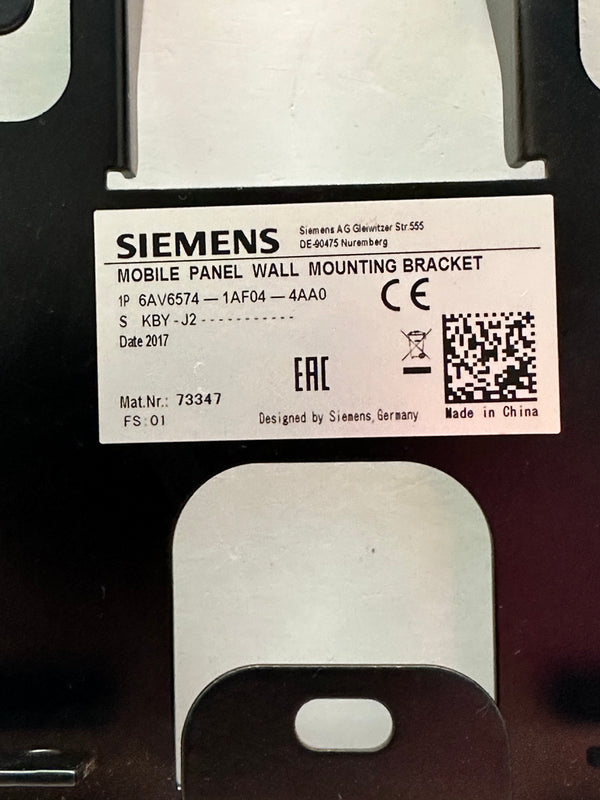 SIEMENS
Siemens AG Gleiwitzer Str.555
DE-90475 Nuremberg
MOBILE PANEL WALL MOUNTING BRACKET
1P 6AV6574 — 1AF04 — 4AA0
CE
S KBY-J2-----------
Date 2017
EAC
Mat.Nr.: 73347
FS:01
Designed by Siemens, Germany
Made in China